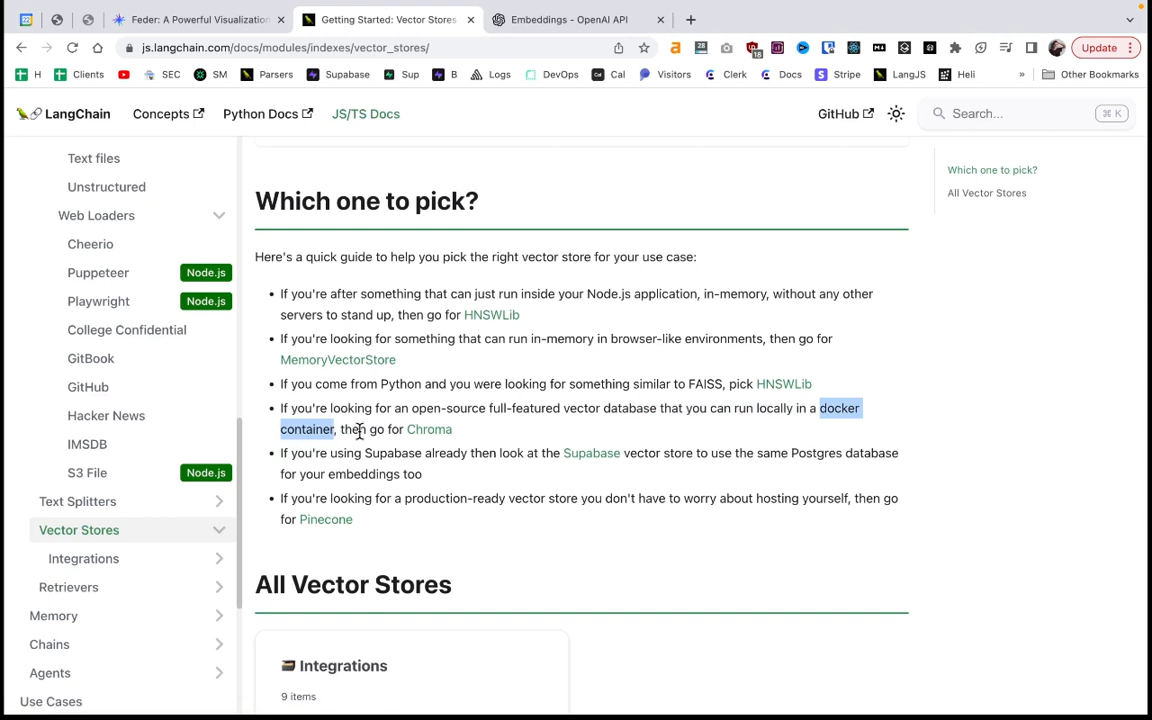 Feder: A Powerful Visualization
Getting Started: Vector Stores
Embeddings - OpenAI API
js.langchain.com/docs/modules/indexes/vector_stores/
Update
H
Clients
SEC
SM
Parsers
Supabase
Sup
B
Logs
DevOps
Cal
Visitors
Clerk
Docs
Stripe
LangJS
Heli
»
Other Bookmarks
LangChain
Concepts
Python Docs
JS/TS Docs
GitHub
Search...
⌘ K
Text files
Unstructured
Web Loaders
Cheerio
Puppeteer Node.js
Playwright Node.js
College Confidential
GitBook
GitHub
Hacker News
IMSDB
S3 File Node.js
Text Splitters
Vector Stores
Integrations
Retrievers
Memory
Chains
Agents
Use Cases
Which one to pick?
Here's a quick guide to help you pick the right vector store for your use case:
• If you're after something that can just run inside your Node.js application, in-memory, without any other
servers to stand up, then go for HNSWLib
• If you're looking for something that can run in-memory in browser-like environments, then go for
MemoryVectorStore
• If you come from Python and you were looking for something similar to FAISS, pick HNSWLib
• If you're looking for an open-source full-featured vector database that you can run locally in a docker
container, then go for Chroma
• If you're using Supabase already then look at the Supabase vector store to use the same Postgres database
for your embeddings too
• If you're looking for a production-ready vector store you don't have to worry about hosting yourself, then go
for Pinecone
All Vector Stores
Integrations
9 items
Which one to pick?
All Vector Stores